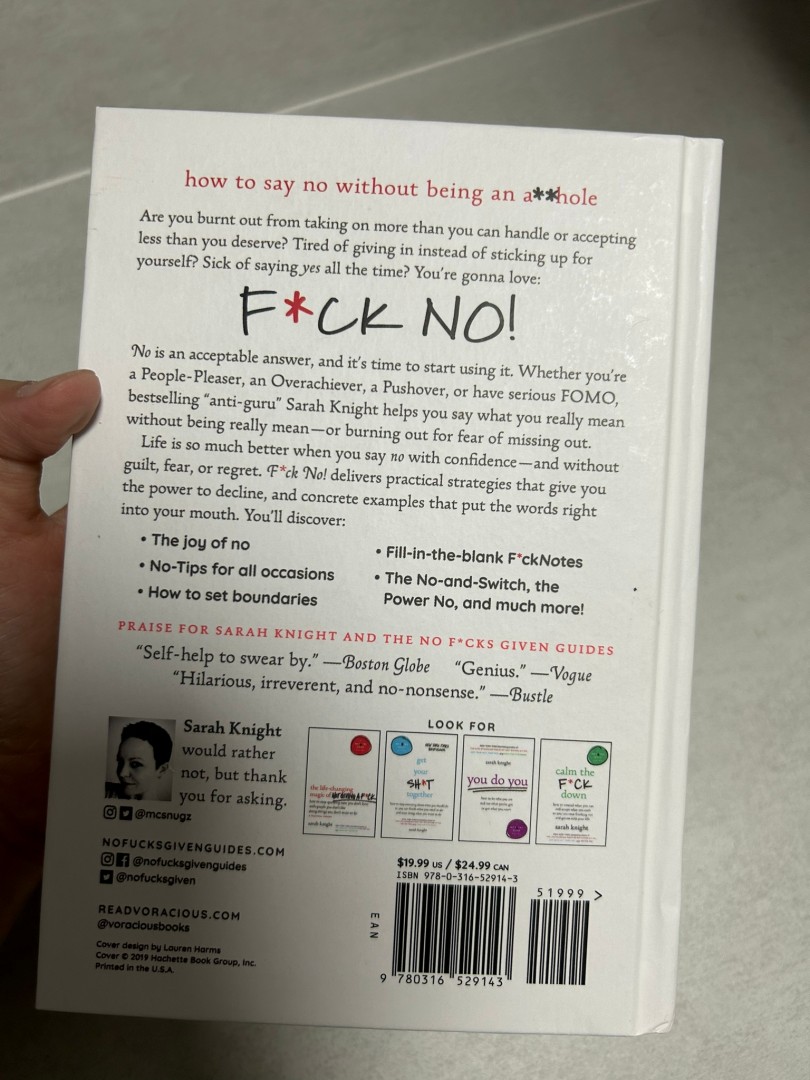 how to say no without being an a**hole
Are you burnt out from taking on more than you can handle or accepting
less than you deserve? Tired of giving in instead of sticking up for
yourself? Sick of saying yes all the time? You're gonna love:
F*CK NO!
No is an acceptable answer, and it's time to start using it. Whether you're
a People-Pleaser, an Overachiever, a Pushover, or have serious FOMO,
bestselling “anti-guru” Sarah Knight helps you say what you really mean
without being really mean—or burning out for fear of missing out.
Life is so much better when you say no with confidence—and without
guilt, fear, or regret. F*ck No! delivers practical strategies that give you
the power to decline, and concrete examples that put the words right
into your mouth. You'll discover:
• The joy of no
• No-Tips for all occasions
• How to set boundaries
• Fill-in-the-blank F*ckNotes
• The No-and-Switch, the
Power No, and much more!
PRAISE FOR SARAH KNIGHT AND THE NO F*CKS GIVEN GUIDES
“Self-help to swear by.” —Boston Globe “Genius.” —Vogue
“Hilarious, irreverent, and no-nonsense.” —Bustle
Sarah Knight
would rather
not, but thank
you for asking.
@mcsnugz
NOFUCKSGIVENGUIDES.COM
@nofucksgivenguides
@nofucksgiven
READVORACIOUS.COM
@voraciousbooks
Cover design by Lauren Harms
Cover © 2019 Hachette Book Group, Inc.
Printed in the U.S.A.
LOOK FOR
the life-changing
magic of
sarah knight
get
your
SH*T
together
sarah knight
sarah knight
you do you
calm the
F*CK
down
sarah knight
$19.99 US / $24.99 CAN
ISBN 978-0-316-52914-3
51999 >
EAN
9 780316 529143